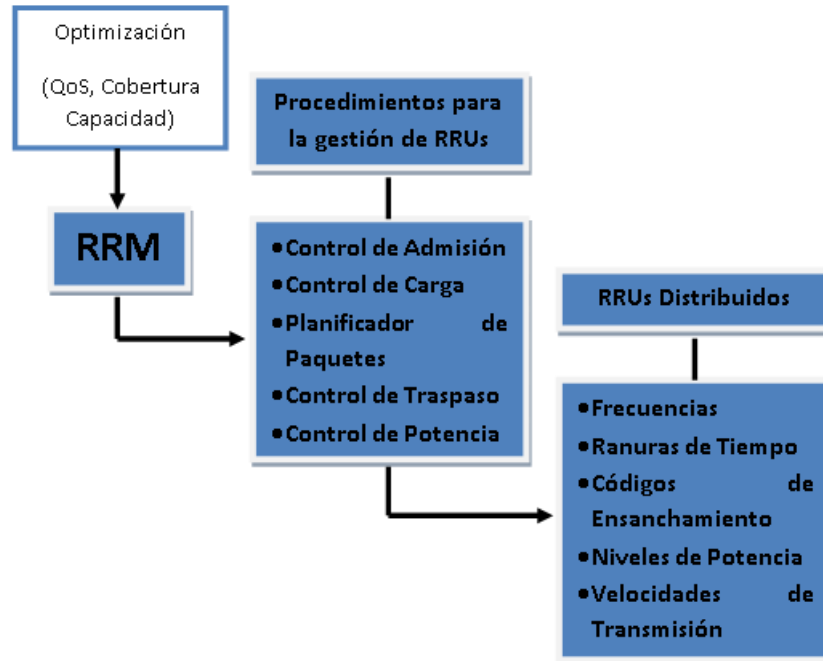 Optimización
(QoS, Cobertura
Capacidad)
Procedimientos para
la gestión de RRUs
RRM
•Control de Admisión
•Control de Carga
•Planificador de
Paquetes
•Control de Traspaso
•Control de Potencia
RRUs Distribuidos
•Frecuencias
•Ranuras de Tiempo
•Códigos de
Ensanchamiento
•Niveles de Potencia
•Velocidades de
Transmisión